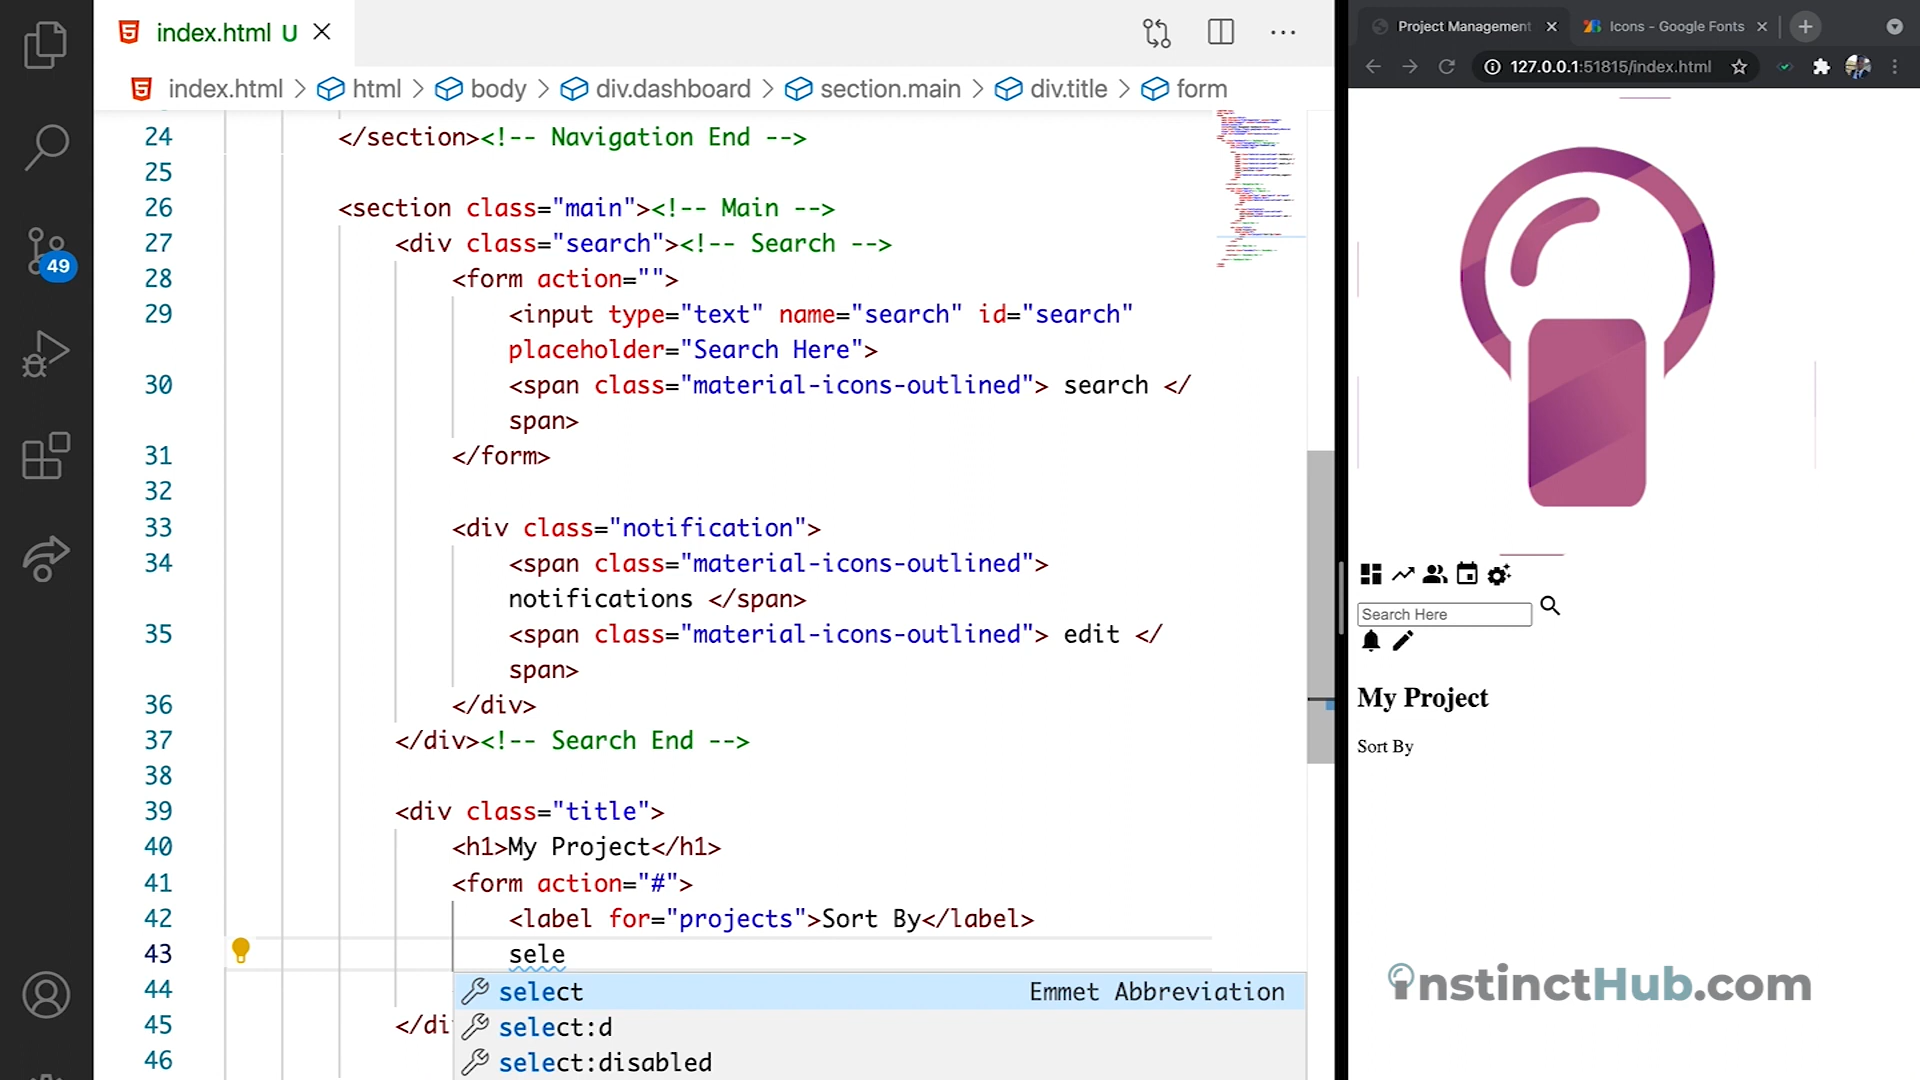 index.html U
index.html > html > body > div.dashboard > section.main > div.title > form
24 </section><!-- Navigation End -->
25
26 <section class="main"><!-- Main -->
27 <div class="search"><!-- Search -->
28 <form action="">
29 <input type="text" name="search" id="search"
placeholder="Search Here">
30 <span class="material-icons-outlined"> search </
span>
31 </form>
32
33 <div class="notification">
34 <span class="material-icons-outlined">
notifications </span>
35 <span class="material-icons-outlined"> edit </
span>
36 </div>
37 </div><!-- Search End -->
38
39 <div class="title">
40 <h1>My Project</h1>
41 <form action="#">
42 <label for="projects">Sort By</label>
43 sele
44
45 </di
46
select Emmet Abbreviation
select:d
select:disabled
49
Project Management
Icons - Google Fonts
127.0.0.1:51815/index.html
Search Here
My Project
Sort By
instinctHub.com